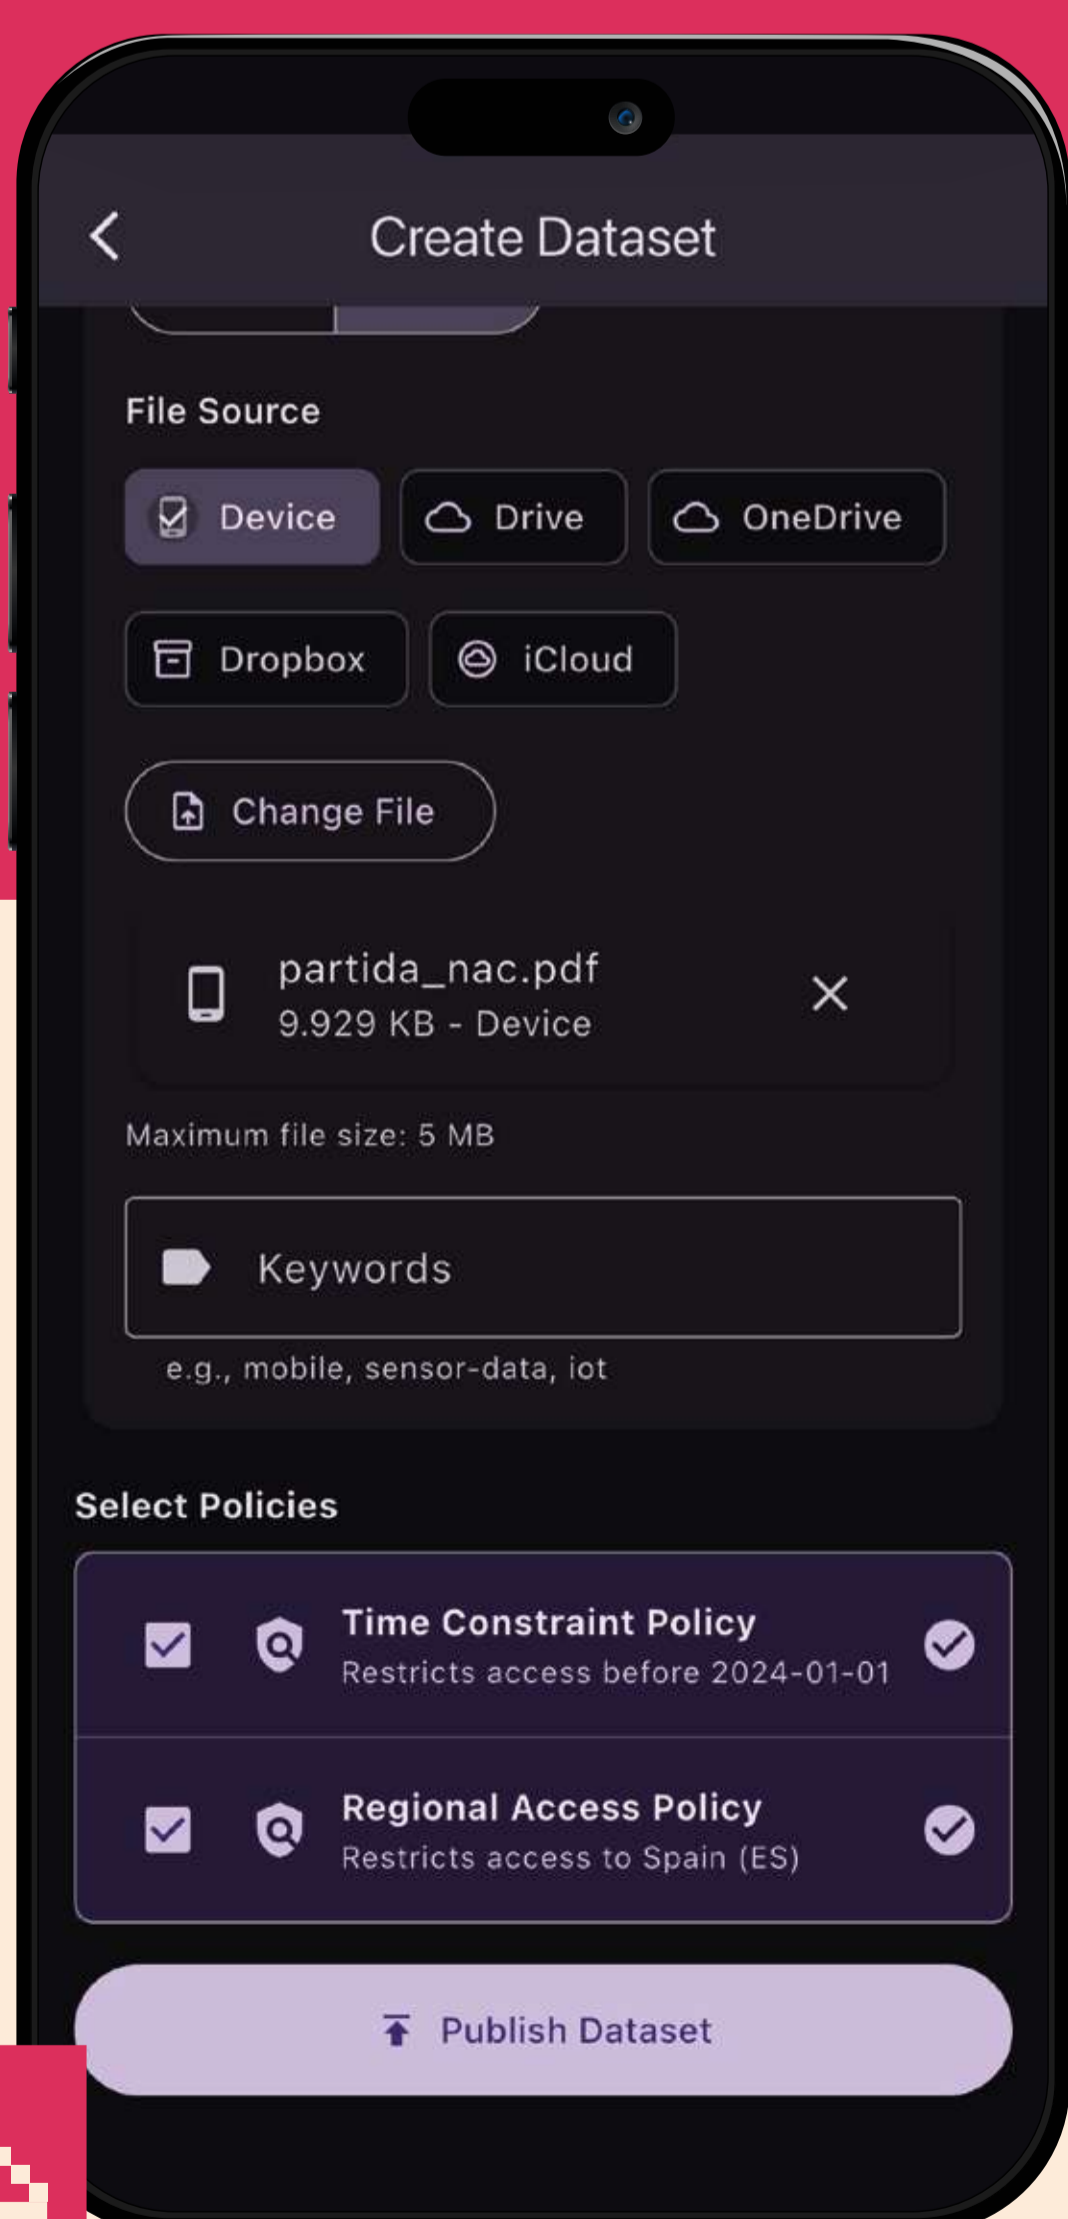 Create Dataset
File Source
Device
Drive
OneDrive
Dropbox
iCloud
Change File
partida_nac.pdf
9.929 KB - Device
Maximum file size: 5 MB
Keywords
e.g., mobile, sensor-data, iot
Select Policies
Time Constraint Policy
Restricts access before 2024-01-01
Regional Access Policy
Restricts access to Spain (ES)
Publish Dataset